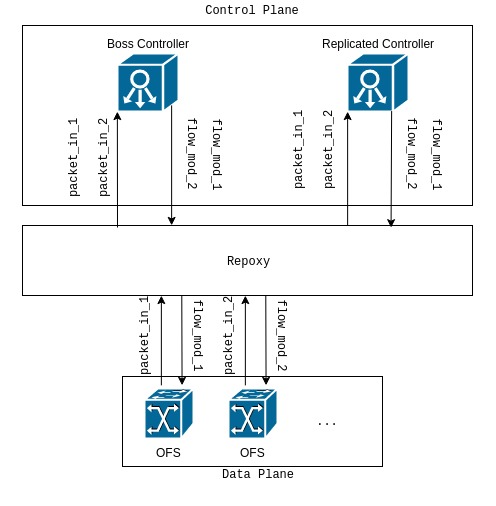 Control Plane
Boss Controller
Replicated Controller
packet_in_1
packet_in_2
flow_mod_2
flow_mod_1
packet_in_1
packet_in_2
flow_mod_2
flow_mod_1
Repoxy
packet_in_1
flow_mod_1
packet_in_2
flow_mod_2
OFS
OFS
...
Data Plane